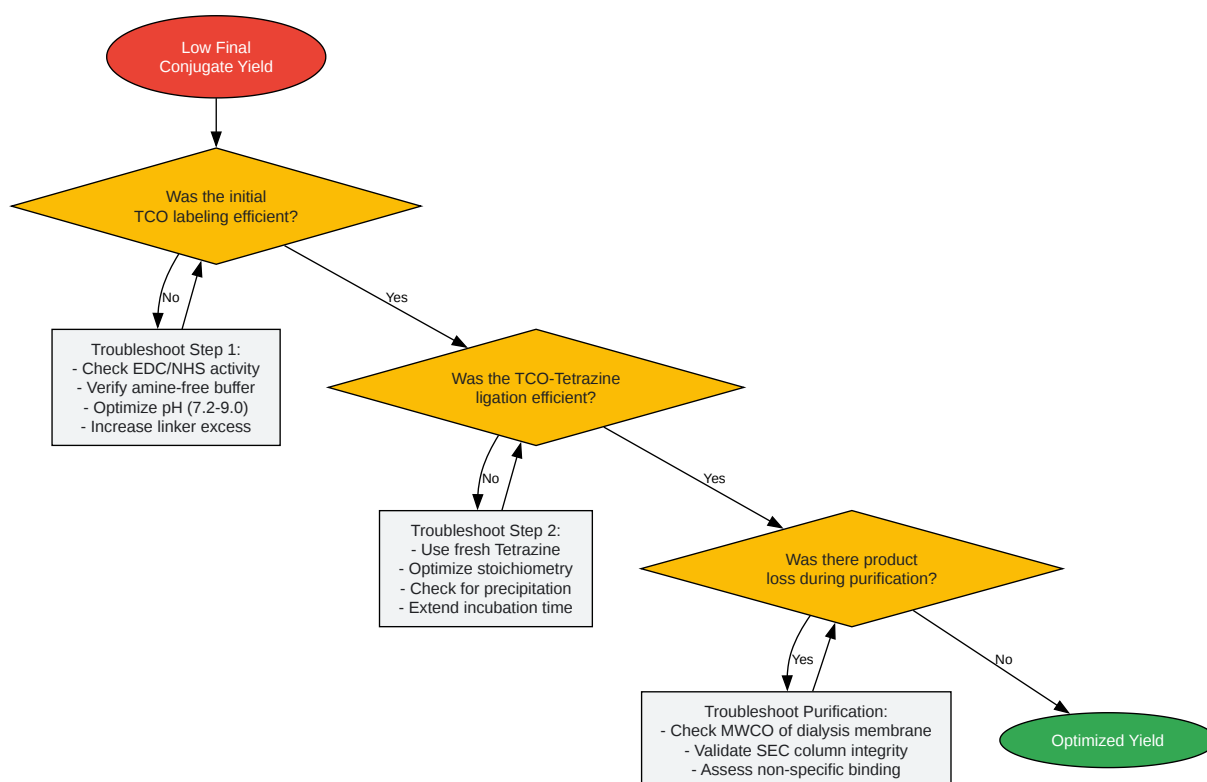 Low Final
Conjugate Yield
Was the initial
TCO labeling efficient?
No
Yes
Troubleshoot Step 1:
- Check EDC/NHS activity
- Verify amine-free buffer
- Optimize pH (7.2-9.0)
- Increase linker excess
Was the TCO-Tetrazine
ligation efficient?
No
Yes
Troubleshoot Step 2:
- Use fresh Tetrazine
- Optimize stoichiometry
- Check for precipitation
- Extend incubation time
Was there product
loss during purification?
Yes
No
Troubleshoot Purification:
- Check MWCO of dialysis membrane
- Validate SEC column integrity
- Assess non-specific binding
Optimized Yield